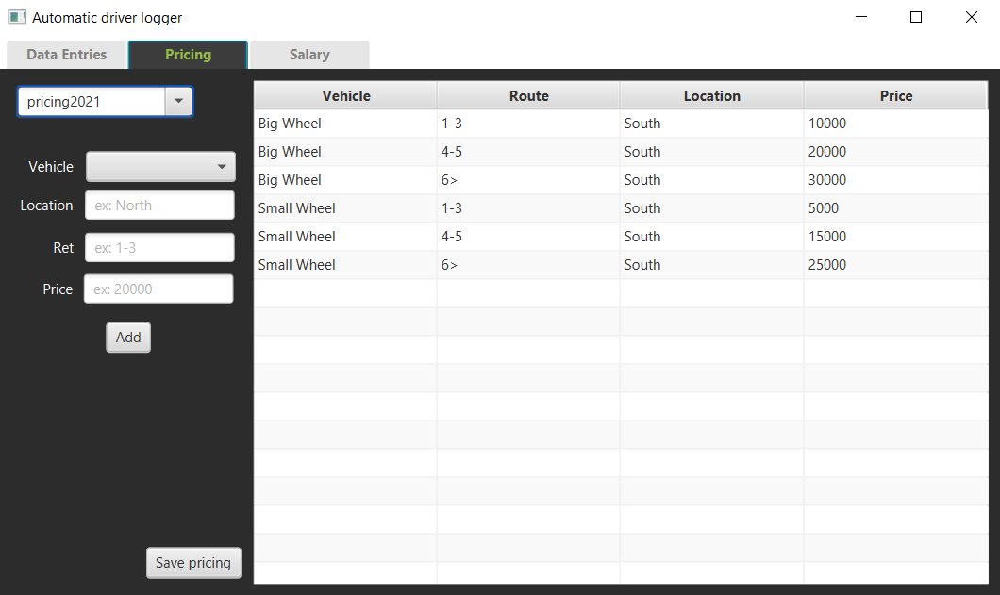 Automatic driver logger
Data Entries Pricing Salary
pricing2021
Vehicle
Location ex: North
Ret ex: 1-3
Price ex: 20000
Add
Save pricing
Vehicle Route Location Price
Big Wheel 1-3 South 10000
Big Wheel 4-5 South 20000
Big Wheel 6> South 30000
Small Wheel 1-3 South 5000
Small Wheel 4-5 South 15000
Small Wheel 6> South 25000